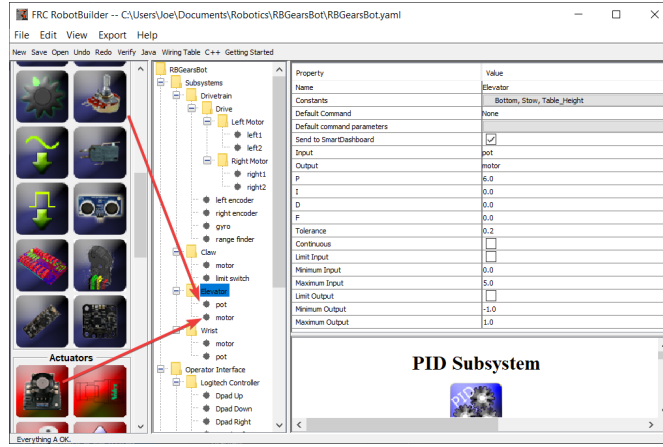 FRC RobotBuilder -- C:\Users\Joe\Documents\Robotics\RBGearsBot\RBGearsBot.yaml
File Edit View Export Help
New Save Open Undo Redo Verify Java Wiring Table C++ Getting Started
Actuators
RBGearsBot
Subsystems
Drivetrain
Drive
Left Motor
left1
left2
Right Motor
right1
right2
left encoder
right encoder
gyro
range finder
Claw
motor
limit switch
Elevator
pot
motor
Wrist
motor
pot
Operator Interface
Logitech Controller
Dpad Up
Dpad Down
Dpad Right
Property Value
Name Elevator
Constants Bottom, Stow, Table_Height
Default Command None
Default command parameters
Send to SmartDashboard
Input pot
Output motor
P 6.0
I 0.0
D 0.0
F 0.0
Tolerance 0.2
Continuous
Limit Input
Minimum Input 0.0
Maximum Input 5.0
Limit Output
Minimum Output -1.0
Maximum Output 1.0
PID Subsystem
PID
Everything A OK.